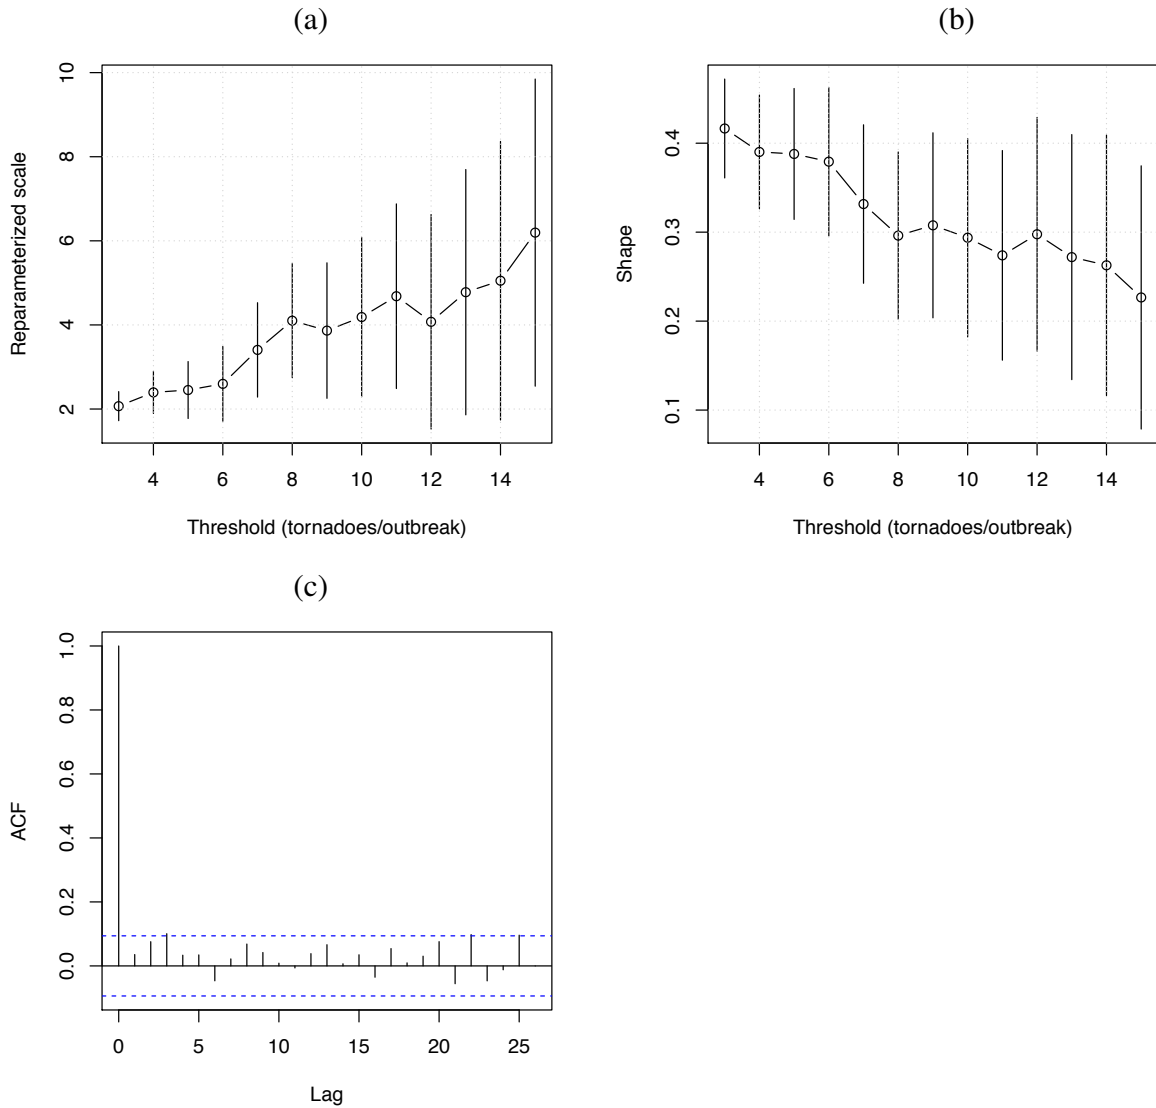 (a)
Reparameterized scale
10
8
6
4
2
4 6 8 10 12 14
Threshold (tornadoes/outbreak)
(b)
Shape
0.4
0.3
0.2
0.1
4 6 8 10 12 14
Threshold (tornadoes/outbreak)
(c)
ACF
1.0
0.8
0.6
0.4
0.2
0.0
0 5 10 15 20 25
Lag